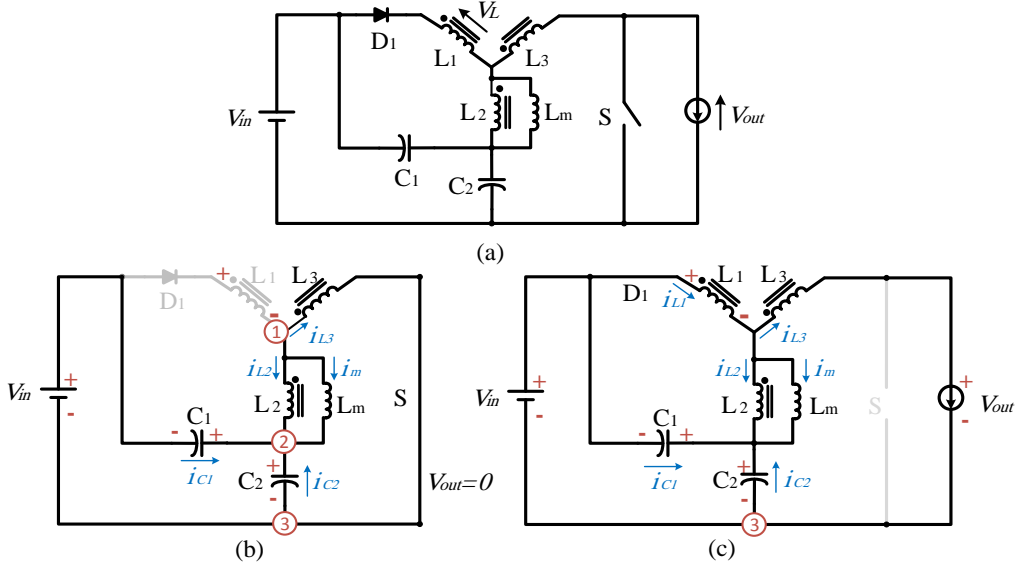 V_L
D1
L1
L3
Vin
L2
Lm
S
Vout
C1
C2
(a)
+
L1
D1
-
L3
1
iL3
iL2
im
Vin
+
-
L2
Lm
S
C1
-
+
2
iC1
+
C2
-
iC2
Vout=0
3
(b)
D1
+
L1
L3
iL1
-
iL3
iL2
im
Vin
+
-
L2
Lm
S
+
-
Vout
C1
-
+
iC1
+
C2
-
iC2
3
(c)